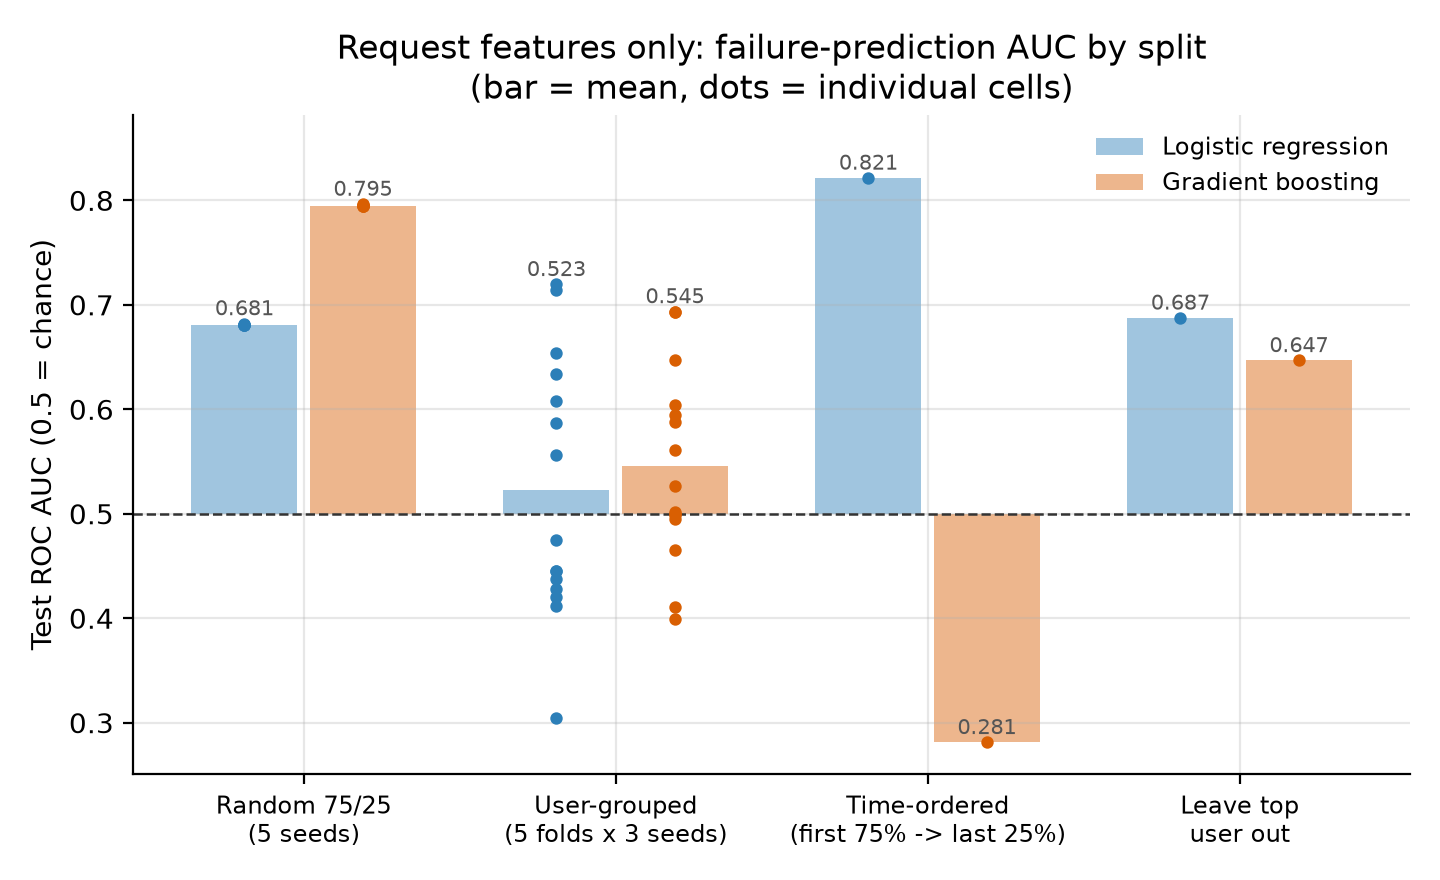 Request features only: failure-prediction AUC by split
(bar = mean, dots = individual cells)
Logistic regression
Gradient boosting
Test ROC AUC (0.5 = chance)
0.8
0.7
0.6
0.5
0.4
0.3
0.681
0.795
0.523
0.545
0.821
0.281
0.687
0.647
Random 75/25
(5 seeds)
User-grouped
(5 folds x 3 seeds)
Time-ordered
(first 75% -> last 25%)
Leave top
user out